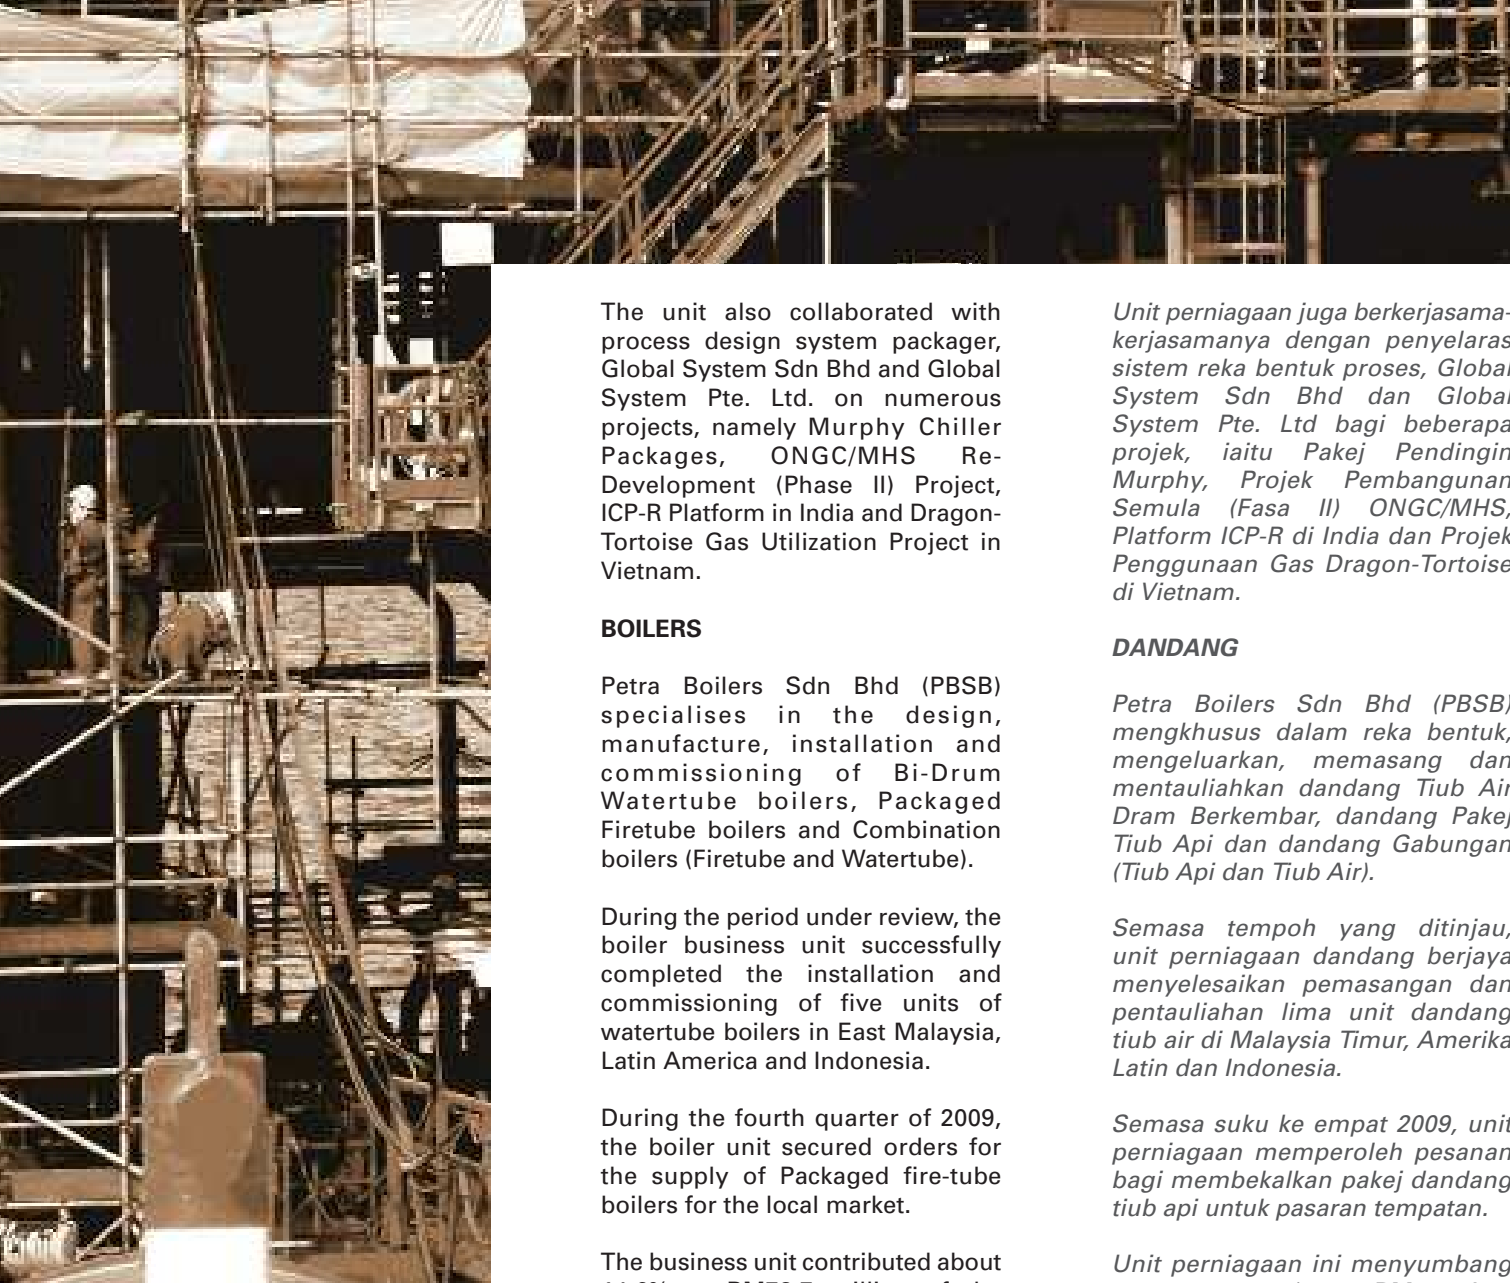 The unit also collaborated with
process design system packager,
Global System Sdn Bhd and Global
System Pte. Ltd. on numerous
projects, namely Murphy Chiller
Packages, ONGC/MHS Re-
Development (Phase II) Project,
ICP-R Platform in India and Dragon-
Tortoise Gas Utilization Project in
Vietnam.
BOILERS
Petra Boilers Sdn Bhd (PBSB)
specialises in the design,
manufacture, installation and
commissioning of Bi-Drum
Watertube boilers, Packaged
Firetube boilers and Combination
boilers (Firetube and Watertube).
During the period under review, the
boiler business unit successfully
completed the installation and
commissioning of five units of
watertube boilers in East Malaysia,
Latin America and Indonesia.
During the fourth quarter of 2009,
the boiler unit secured orders for
the supply of Packaged fire-tube
boilers for the local market.
The business unit contributed about
Unit perniagaan juga berkerjasama-
kerjasamanya dengan penyelaras
sistem reka bentuk proses, Global
System Sdn Bhd dan Global
System Pte. Ltd bagi beberapa
projek, iaitu Pakej Pendingin
Murphy, Projek Pembangunan
Semula (Fasa II) ONGC/MHS,
Platform ICP-R di India dan Projek
Penggunaan Gas Dragon-Tortoise
di Vietnam.
DANDANG
Petra Boilers Sdn Bhd (PBSB)
mengkhusus dalam reka bentuk,
mengeluarkan, memasang dan
mentauliahkan dandang Tiub Air
Dram Berkembar, dandang Pakej
Tiub Api dan dandang Gabungan
(Tiub Api dan Tiub Air).
Semasa tempoh yang ditinjau,
unit perniagaan dandang berjaya
menyelesaikan pemasangan dan
pentauliahan lima unit dandang
tiub air di Malaysia Timur, Amerika
Latin dan Indonesia.
Semasa suku ke empat 2009, unit
perniagaan memperoleh pesanan
bagi membekalkan pakej dandang
tiub api untuk pasaran tempatan.
Unit perniagaan ini menyumbang